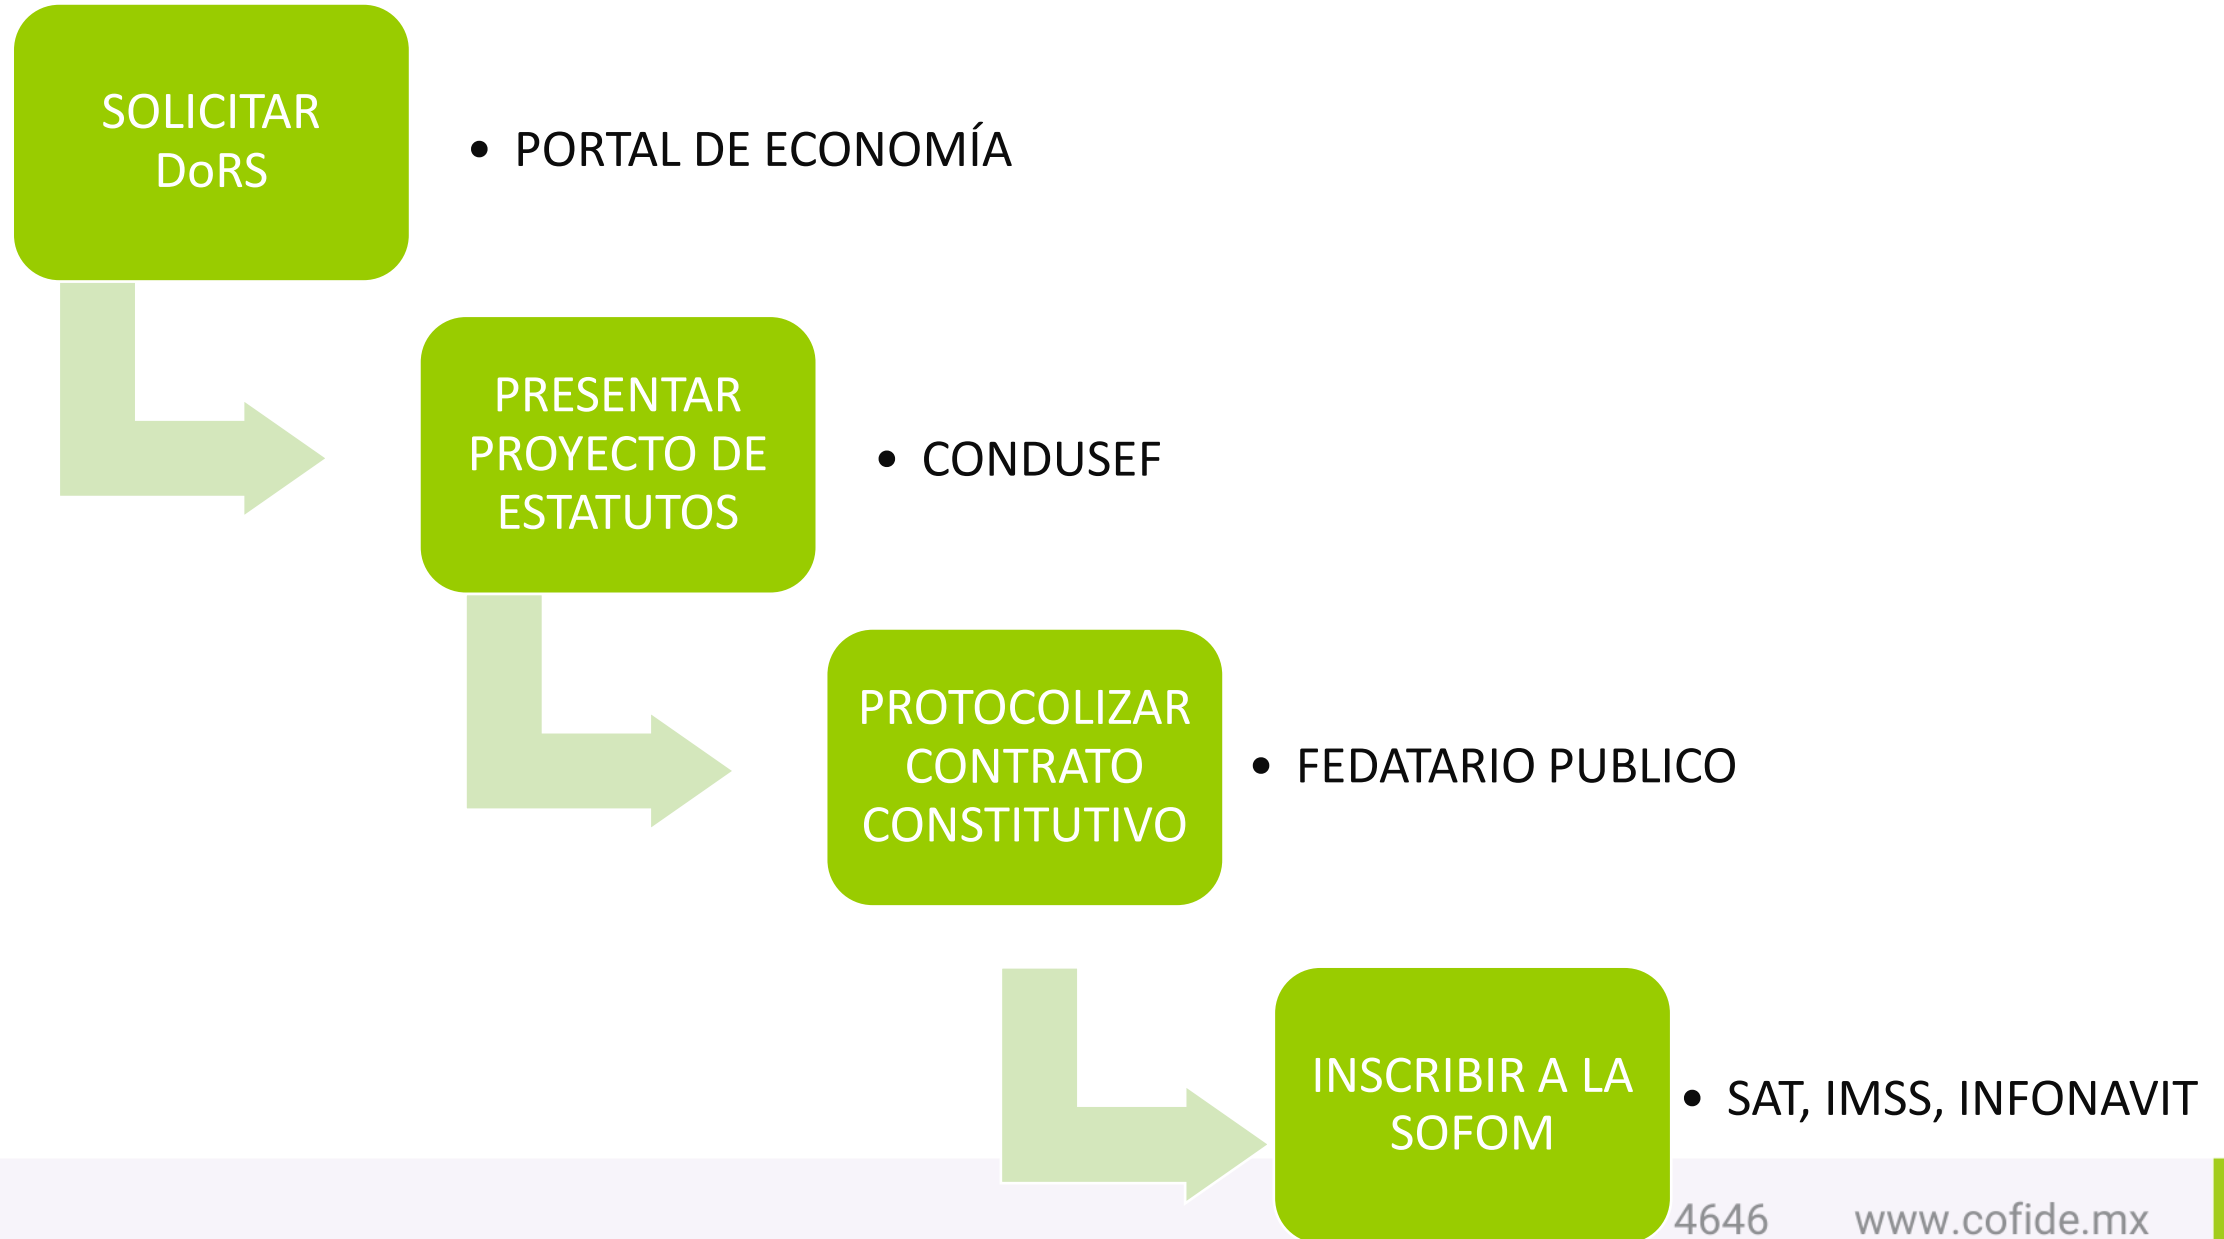 SOLICITAR
DoRS
• PORTAL DE ECONOMÍA
PRESENTAR
PROYECTO DE
ESTATUTOS
• CONDUSEF
PROTOCOLIZAR
CONTRATO
CONSTITUTIVO
• FEDATARIO PUBLICO
INSCRIBIR A LA
SOFOM
• SAT, IMSS, INFONAVIT
4646 www.cofide.mx